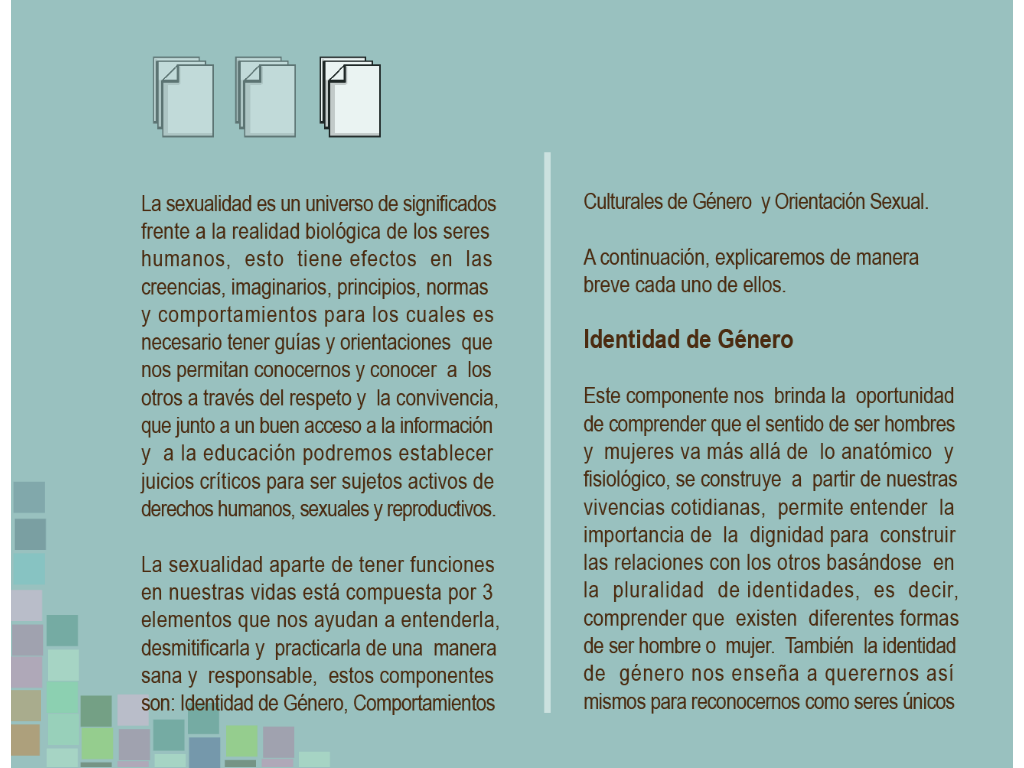 La sexualidad es un universo de significados
frente a la realidad biológica de los seres
humanos, esto tiene efectos en las
creencias, imaginarios, principios, normas
y comportamientos para los cuales es
necesario tener guías y orientaciones que
nos permitan conocernos y conocer a los
otros a través del respeto y la convivencia,
que junto a un buen acceso a la información
y a la educación podremos establecer
juicios críticos para ser sujetos activos de
derechos humanos, sexuales y reproductivos.
La sexualidad aparte de tener funciones
en nuestras vidas está compuesta por 3
elementos que nos ayudan a entenderla,
desmitificarla y practicarla de una manera
sana y responsable, estos componentes
son: Identidad de Género, Comportamientos
Culturales de Género y Orientación Sexual.
A continuación, explicaremos de manera
breve cada uno de ellos.
Identidad de Género
Este componente nos brinda la oportunidad
de comprender que el sentido de ser hombres
y mujeres va más allá de lo anatómico y
fisiológico, se construye a partir de nuestras
vivencias cotidianas, permite entender la
importancia de la dignidad para construir
las relaciones con los otros basándose en
la pluralidad de identidades, es decir,
comprender que existen diferentes formas
de ser hombre o mujer. También la identidad
de género nos enseña a querernos así
mismos para reconocernos como seres únicos